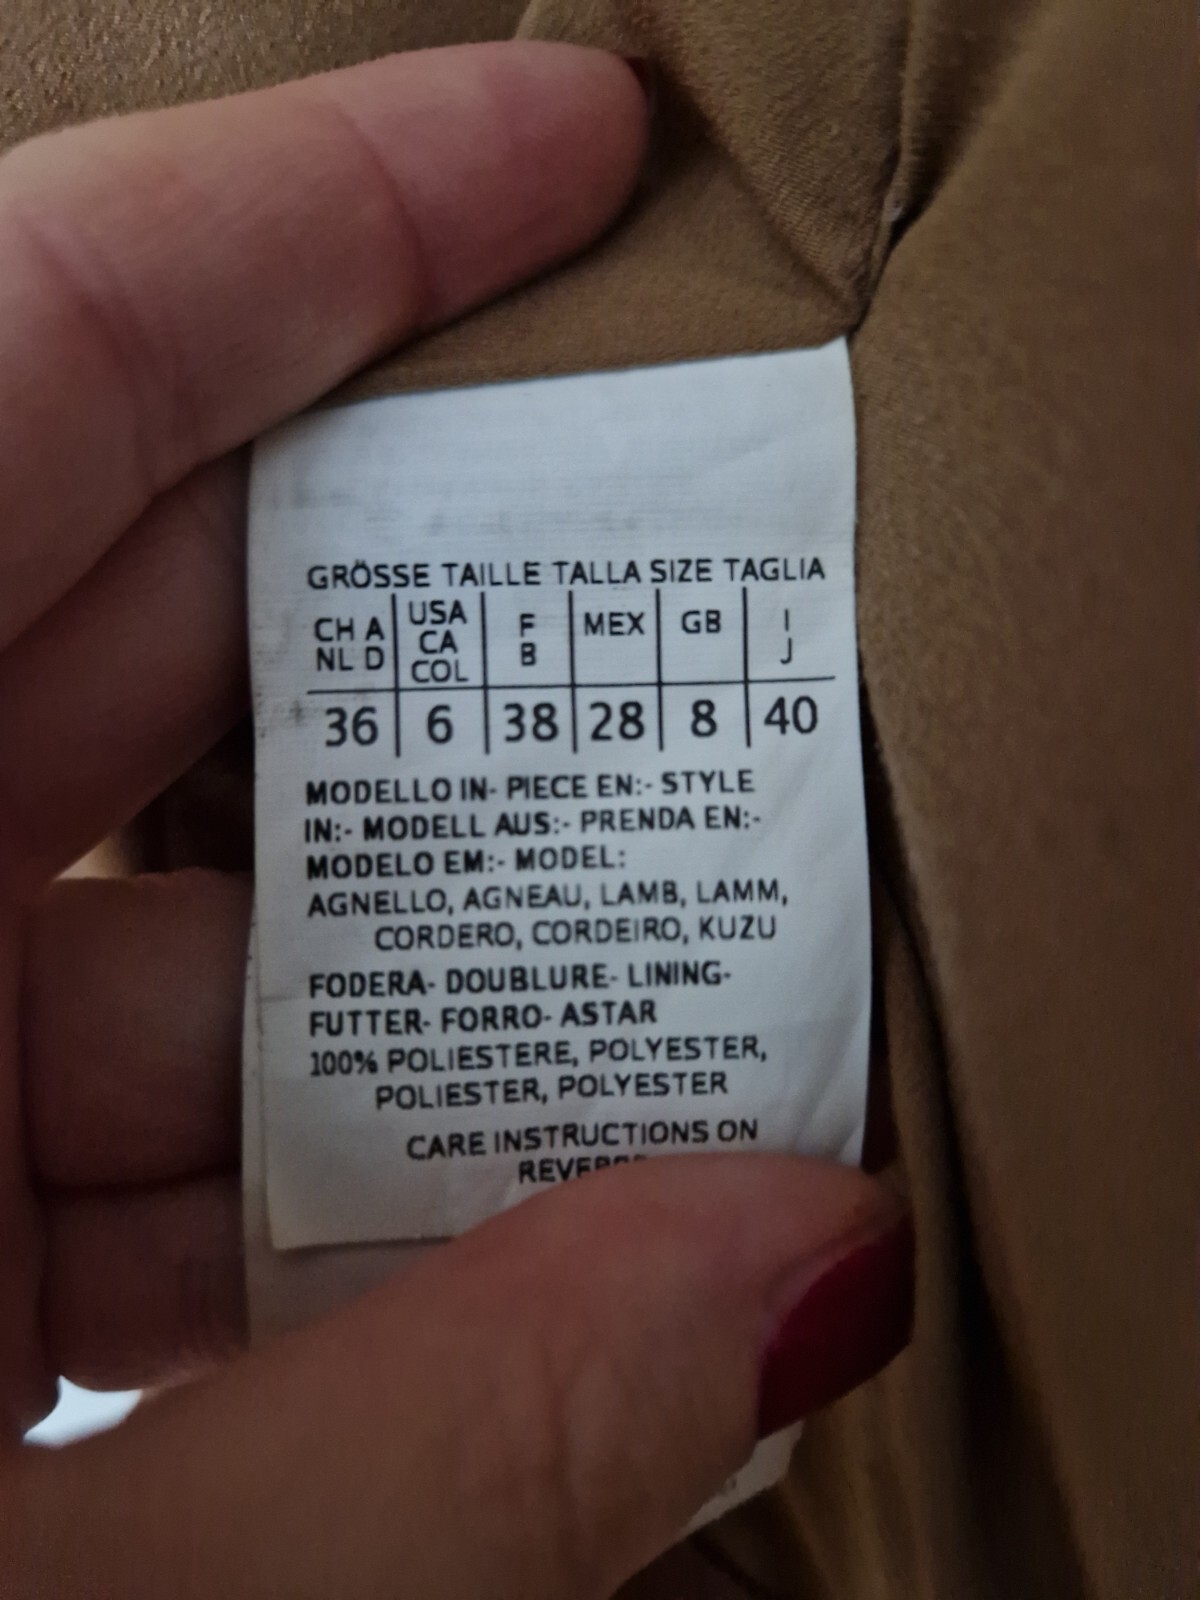 GRÖSSE TAILLE TALLA SIZE TAGLIA
CH A NL D USA CA COL F B MEX GB I J
36 6 38 28 8 40
MODELLO IN- PIECE EN:- STYLE
IN:- MODELL AUS:- PRENDA EN:-
MODELO EM:- MODEL:
AGNELLO, AGNEAU, LAMB, LAMM,
CORDERO, CORDEIRO, KUZU
FODERA- DOUBLURE- LINING-
FUTTER- FORRO- ASTAR
100% POLIESTERE, POLYESTER,
POLIESTER, POLYESTER
CARE INSTRUCTIONS ON